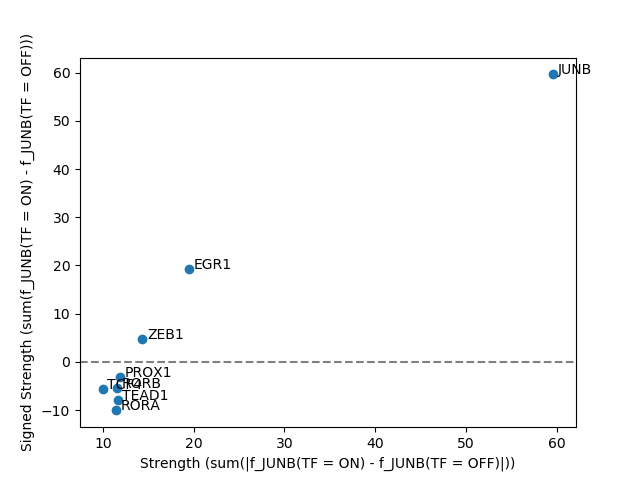 Signed Strength (sum(f_JUNB(TF = ON) - f_JUNB(TF = OFF)))
60
50
40
30
20
10
0
−10
JUNB
EGR1
ZEB1
PROX1
TCF4
RORB
TEAD1
RORA
10
20
30
40
50
60
Strength (sum(|f_JUNB(TF = ON) - f_JUNB(TF = OFF)|))